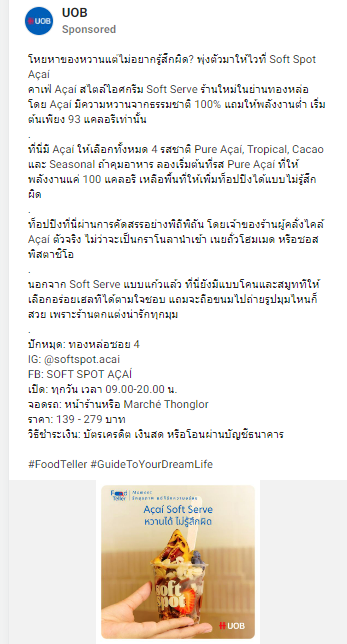 UOB
UOB
Sponsored
โหยหาของหวานแต่ไม่อยากรู้สึกผิด? พุ่งตัวมาให้ไวที่ Soft Spot
Açaí
คาเฟ่ Açaí สไตล์ไอศกรีม Soft Serve ร้านใหม่ในย่านทองหล่อ
โดย Açaí มีความหวานจากธรรมชาติ 100% แถมให้พลังงานต่ำ เริ่ม
ต้นเพียง 93 แคลอรีเท่านั้น
.
ที่นี่มี Açaí ให้เลือกทั้งหมด 4 รสชาติ Pure Açaí, Tropical, Cacao
และ Seasonal ถ้าคุมอาหาร ลองเริ่มต้นที่รส Pure Açaí ที่ให้
พลังงานแค่ 100 แคลอรี เหลือพื้นที่ให้เพิ่มท็อปปิ้งได้แบบไม่รู้สึก
ผิด
.
ท็อปปิ้งที่นี่ผ่านการคัดสรรอย่างพิถีพิถัน โดยเจ้าของร้านผู้คลั่งไคล้
Açaí ตัวจริง ไม่ว่าจะเป็นกราโนลานำเข้า เนยถั่วโฮมเมด หรือซอส
พิสตาชิโอ
.
นอกจาก Soft Serve แบบแก้วแล้ว ที่นี่ยังมีแบบโคนและสมูทที้ให้
เลือกอร่อยเฮลที่ได้ตามใจชอบ แถมจะถือขนมไปถ่ายรูปมุมไหนก็
สวย เพราะร้านตกแต่งน่ารักทุกมุม
.
ปักหมุด: ทองหล่อซอย 4
IG: @softspot.acai
FB: SOFT SPOT AÇAÍ
เปิด: ทุกวัน เวลา 09.00-20.00 น.
จอดรถ: หน้าร้านหรือ Marché Thonglor
ราคา: 139 - 279 บาท
วิธีชำระเงิน: บัตรเครดิต เงินสด หรือโอนผ่านบัญชีธนาคาร
#FoodTeller #GuideToYourDreamLife
Food
Teller
Moment
Açaí Soft Serve
หวานได้ ไม่รู้สึกผิด
soft
spot
UOB